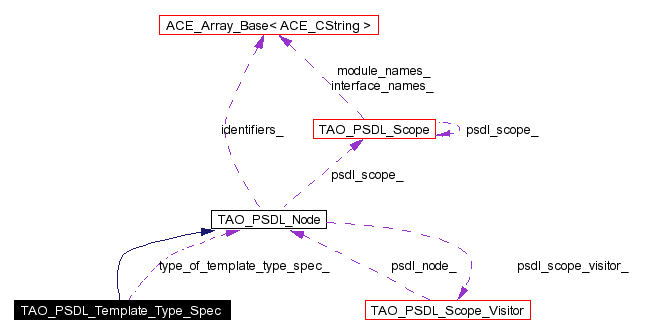 ACE_Array_Base< ACE_CString >
module_names_
interface_names_
identifiers_
TAO_PSDL_Scope
psdl_scope_
psdl_scope_
TAO_PSDL_Node
type_of_template_type_spec_
psdl_node_
psdl_scope_visitor_
TAO_PSDL_Template_Type_Spec
TAO_PSDL_Scope_Visitor